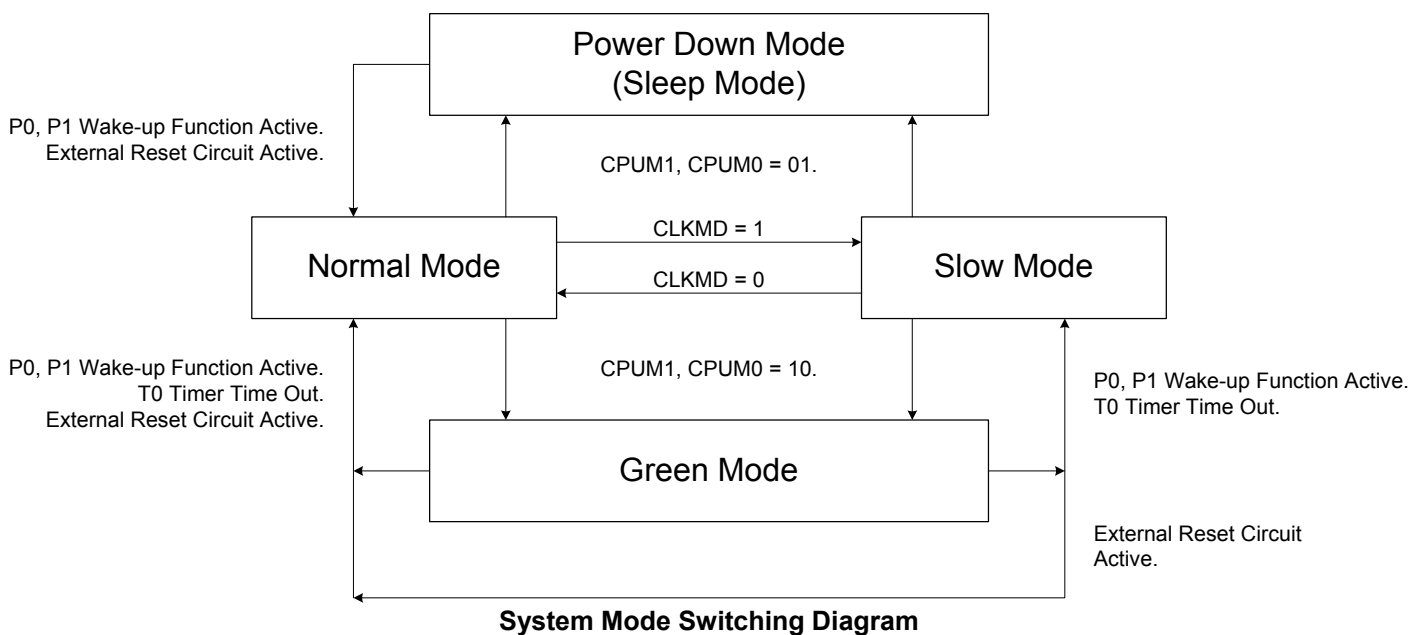 Power Down Mode
(Sleep Mode)
P0, P1 Wake-up Function Active.
External Reset Circuit Active.
CPUM1, CPUM0 = 01.
CLKMD = 1
Normal Mode
Slow Mode
CLKMD = 0
P0, P1 Wake-up Function Active.
T0 Timer Time Out.
External Reset Circuit Active.
CPUM1, CPUM0 = 10.
P0, P1 Wake-up Function Active.
T0 Timer Time Out.
Green Mode
External Reset Circuit
Active.
System Mode Switching Diagram